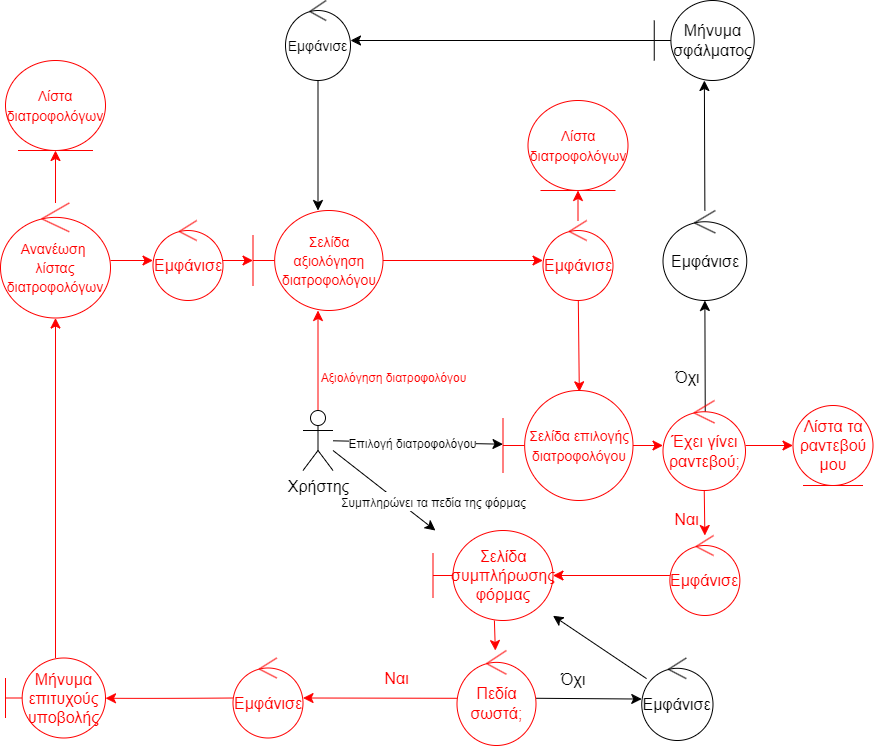 Μήνυμα
σφάλματος
Εμφάνισε
Λίστα
διατροφολόγων
Λίστα
διατροφολόγων
Ανανέωση
λίστας
διατροφολόγων
Εμφάνισε
Σελίδα
αξιολόγηση
διατροφολόγου
Εμφάνισε
Εμφάνισε
Αξιολόγηση διατροφολόγου
Όχι
Επιλογή διατροφολόγου
Σελίδα επιλογής
διατροφολόγου
Έχει γίνει
ραντεβού;
Λίστα τα
ραντεβού
μου
Χρήστης
Συμπληρώνει τα πεδία της φόρμας
Ναι
Σελίδα
συμπλήρωσης
φόρμας
Εμφάνισε
Μήνυμα
επιτυχούς
υποβολής
Εμφάνισε
Ναι
Πεδία
σωστά;
Όχι
Εμφάνισε